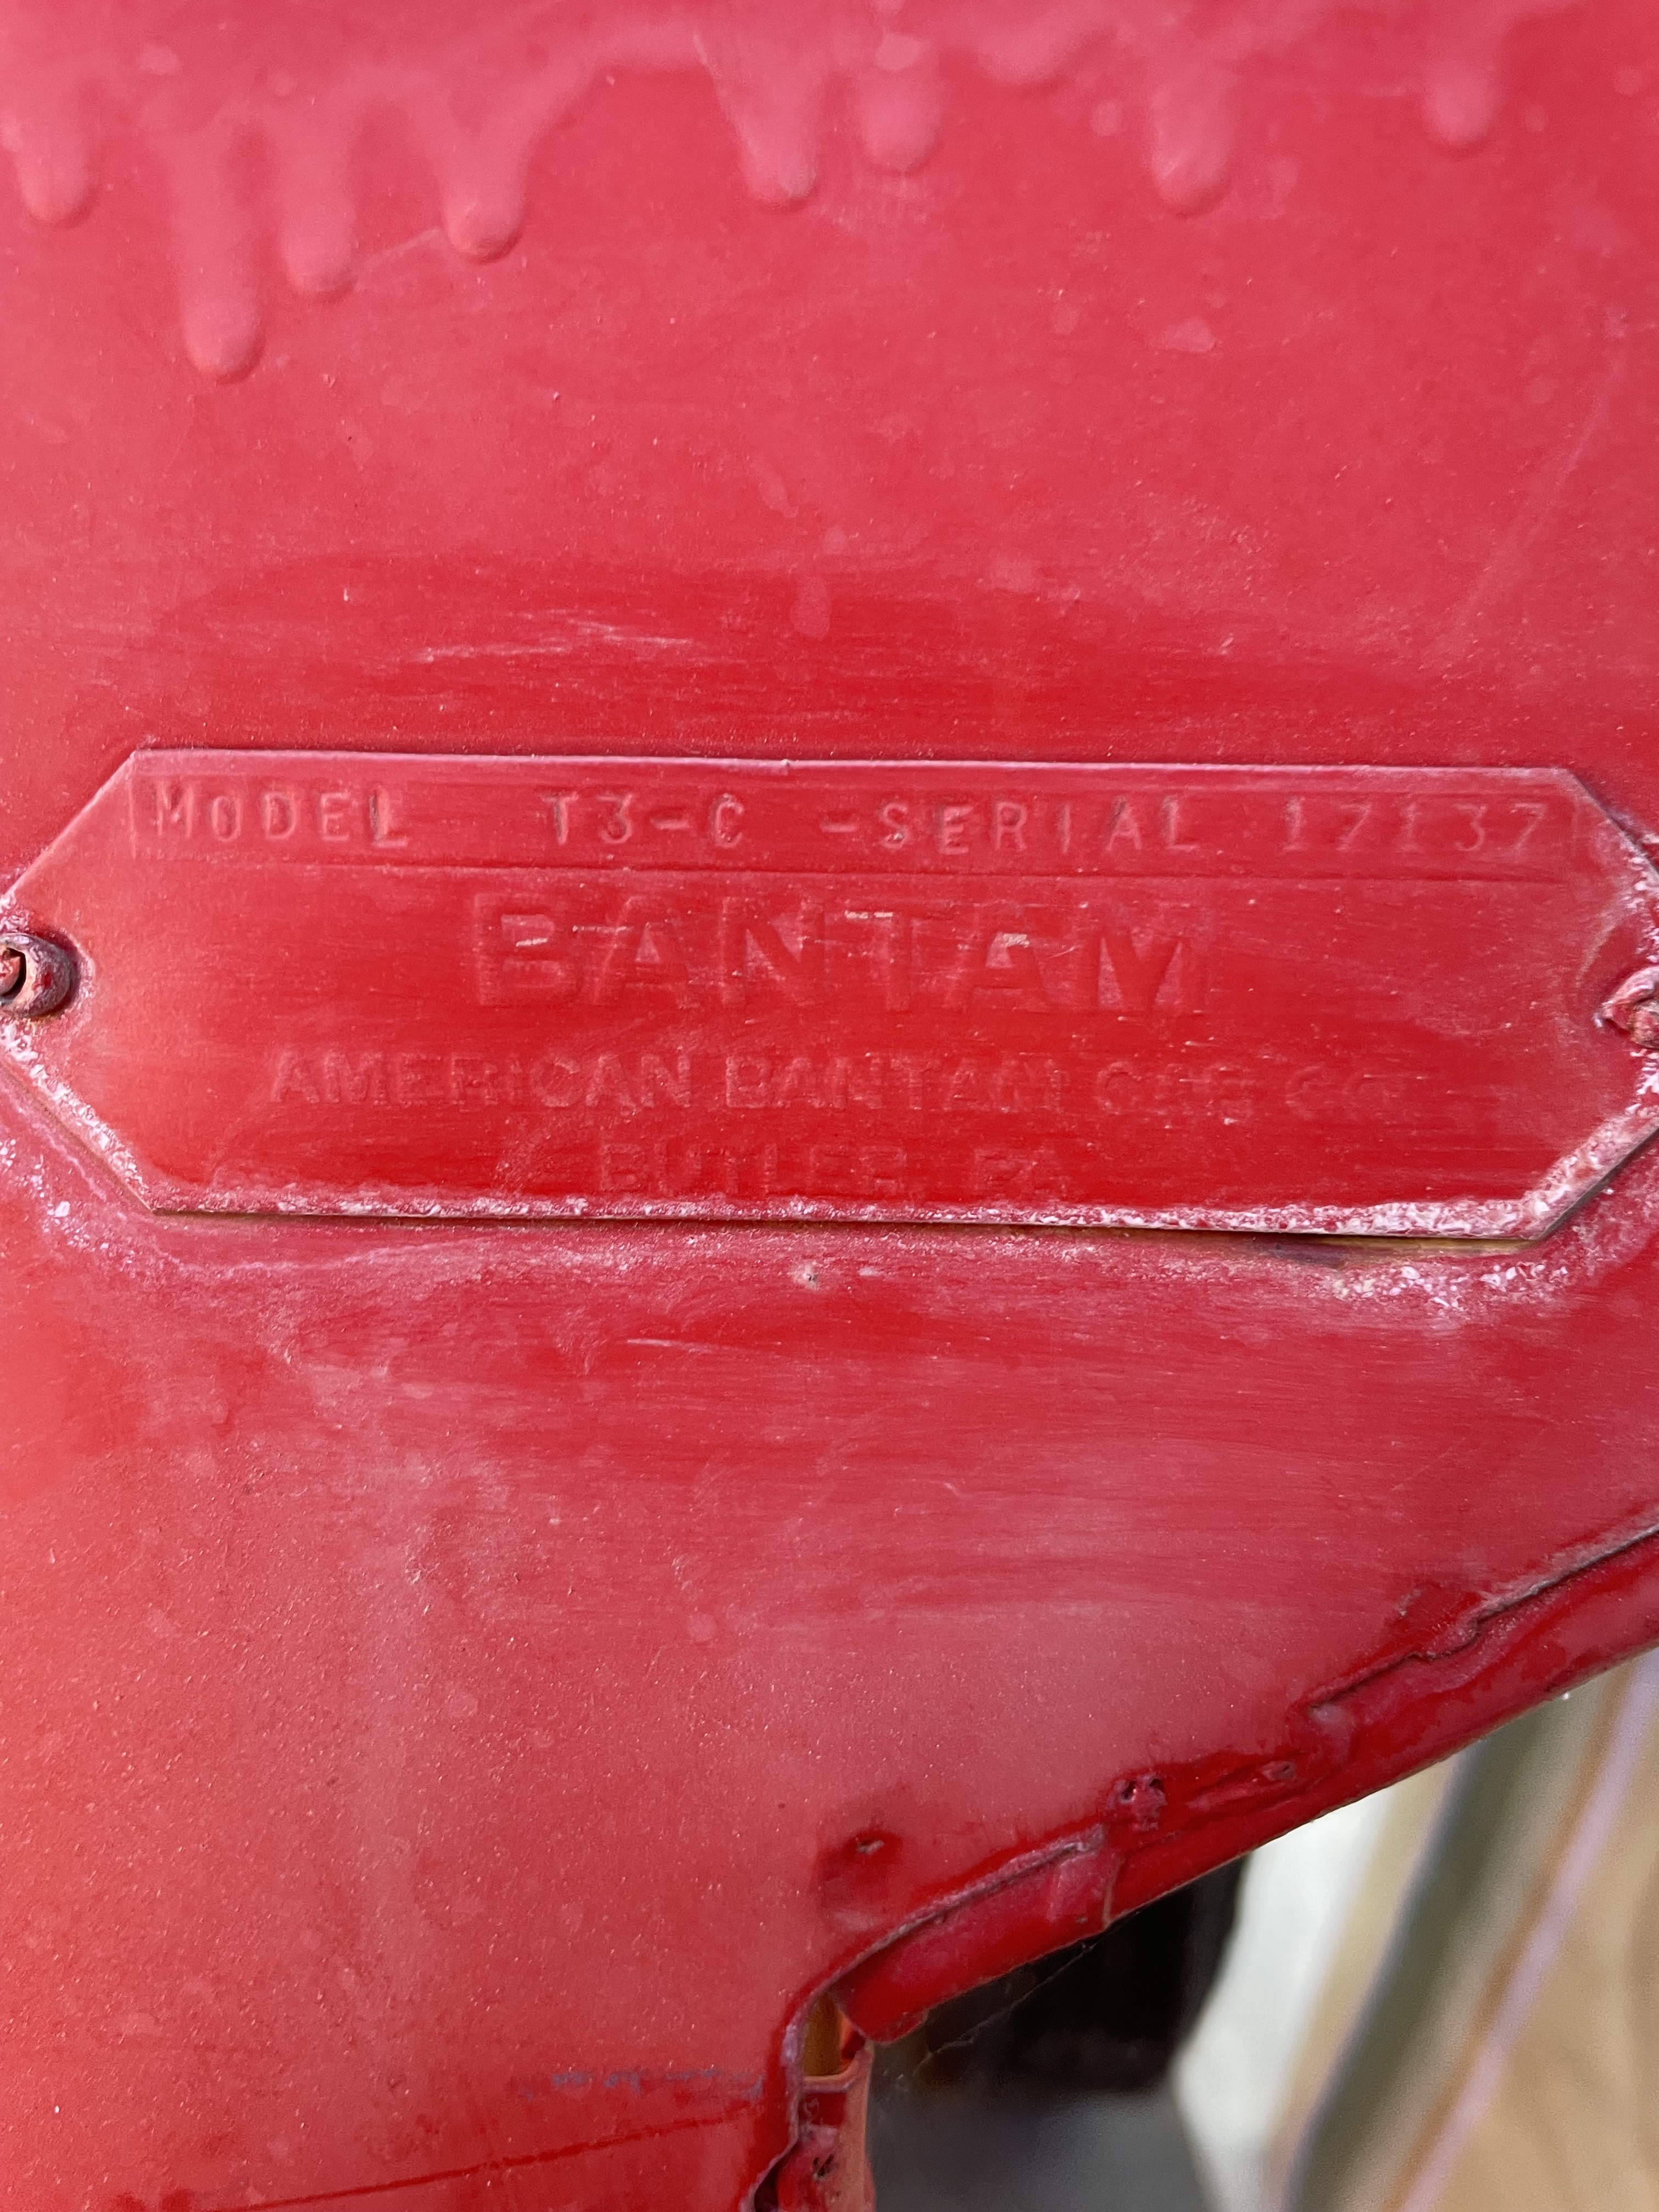 MODEL T3-C -SERIAL 17137
BANTAM
AMERICAN BANTAM CAR CO.
BUTLER, PA.